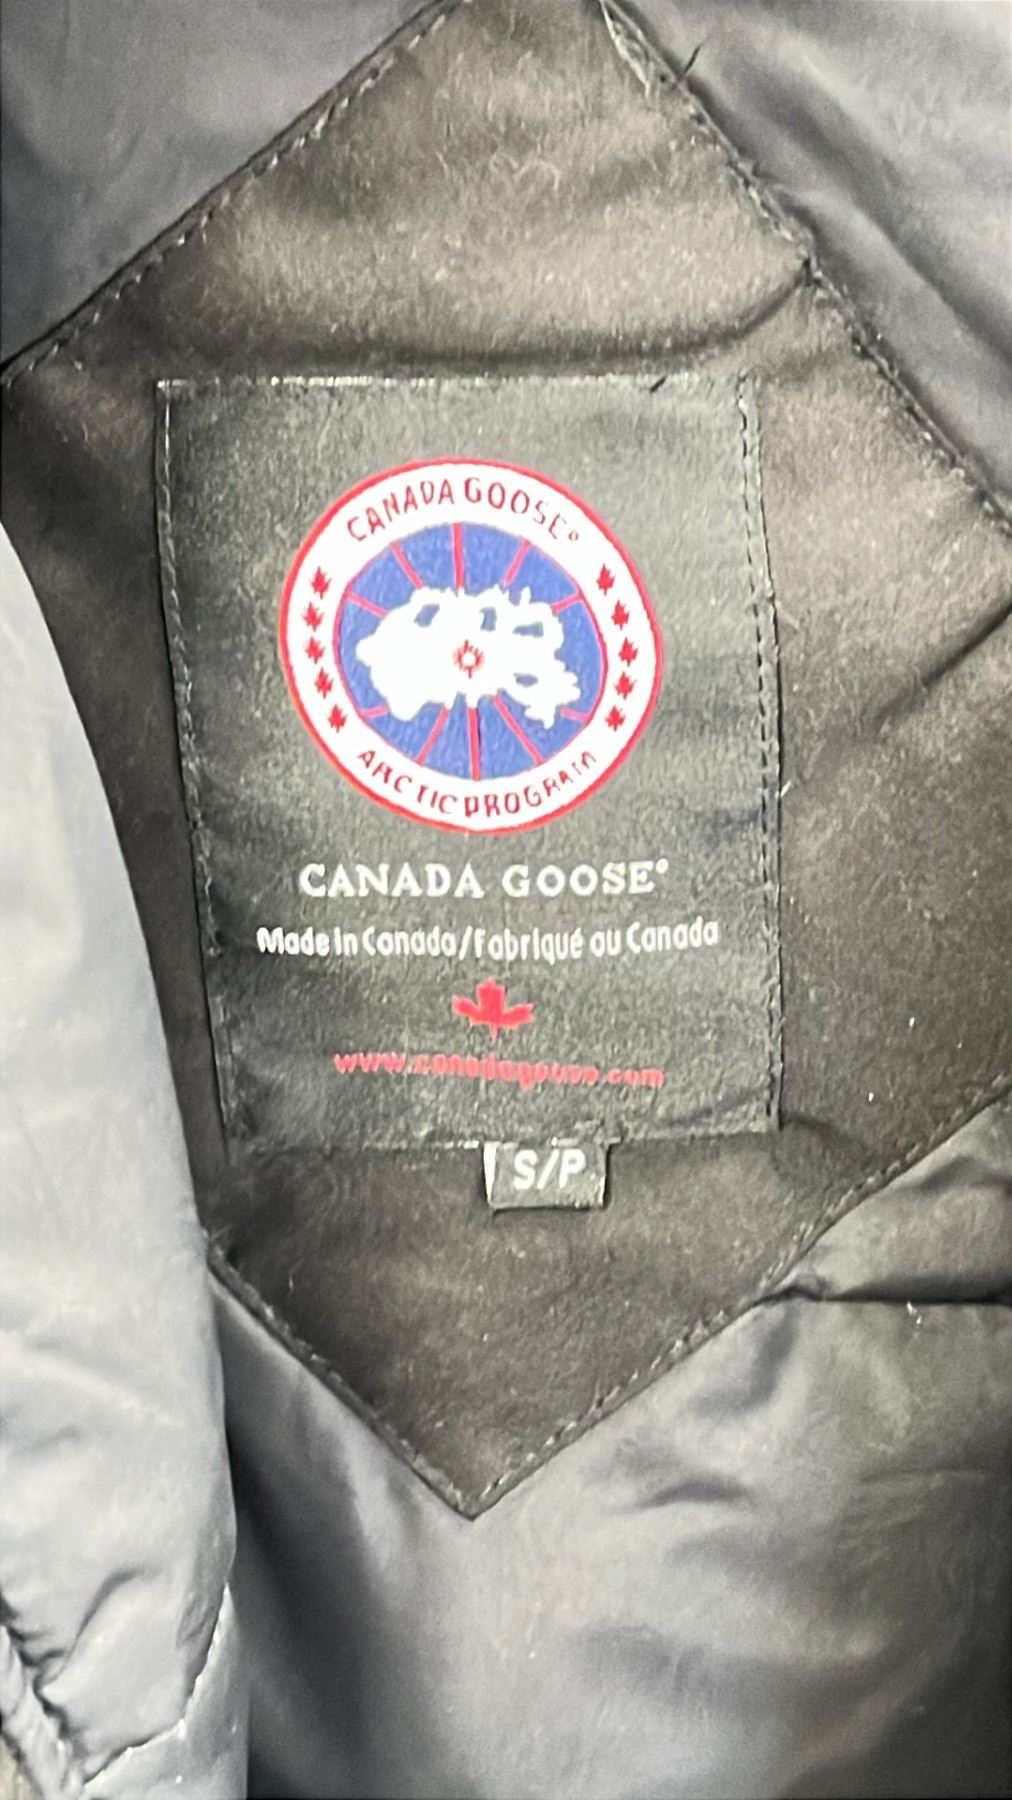 CANADA GOOSE®
ARCTIC PROGRAM
CANADA GOOSE®
Made in Canada/Fabriqué au Canada
www.canadagoose.com
S/P